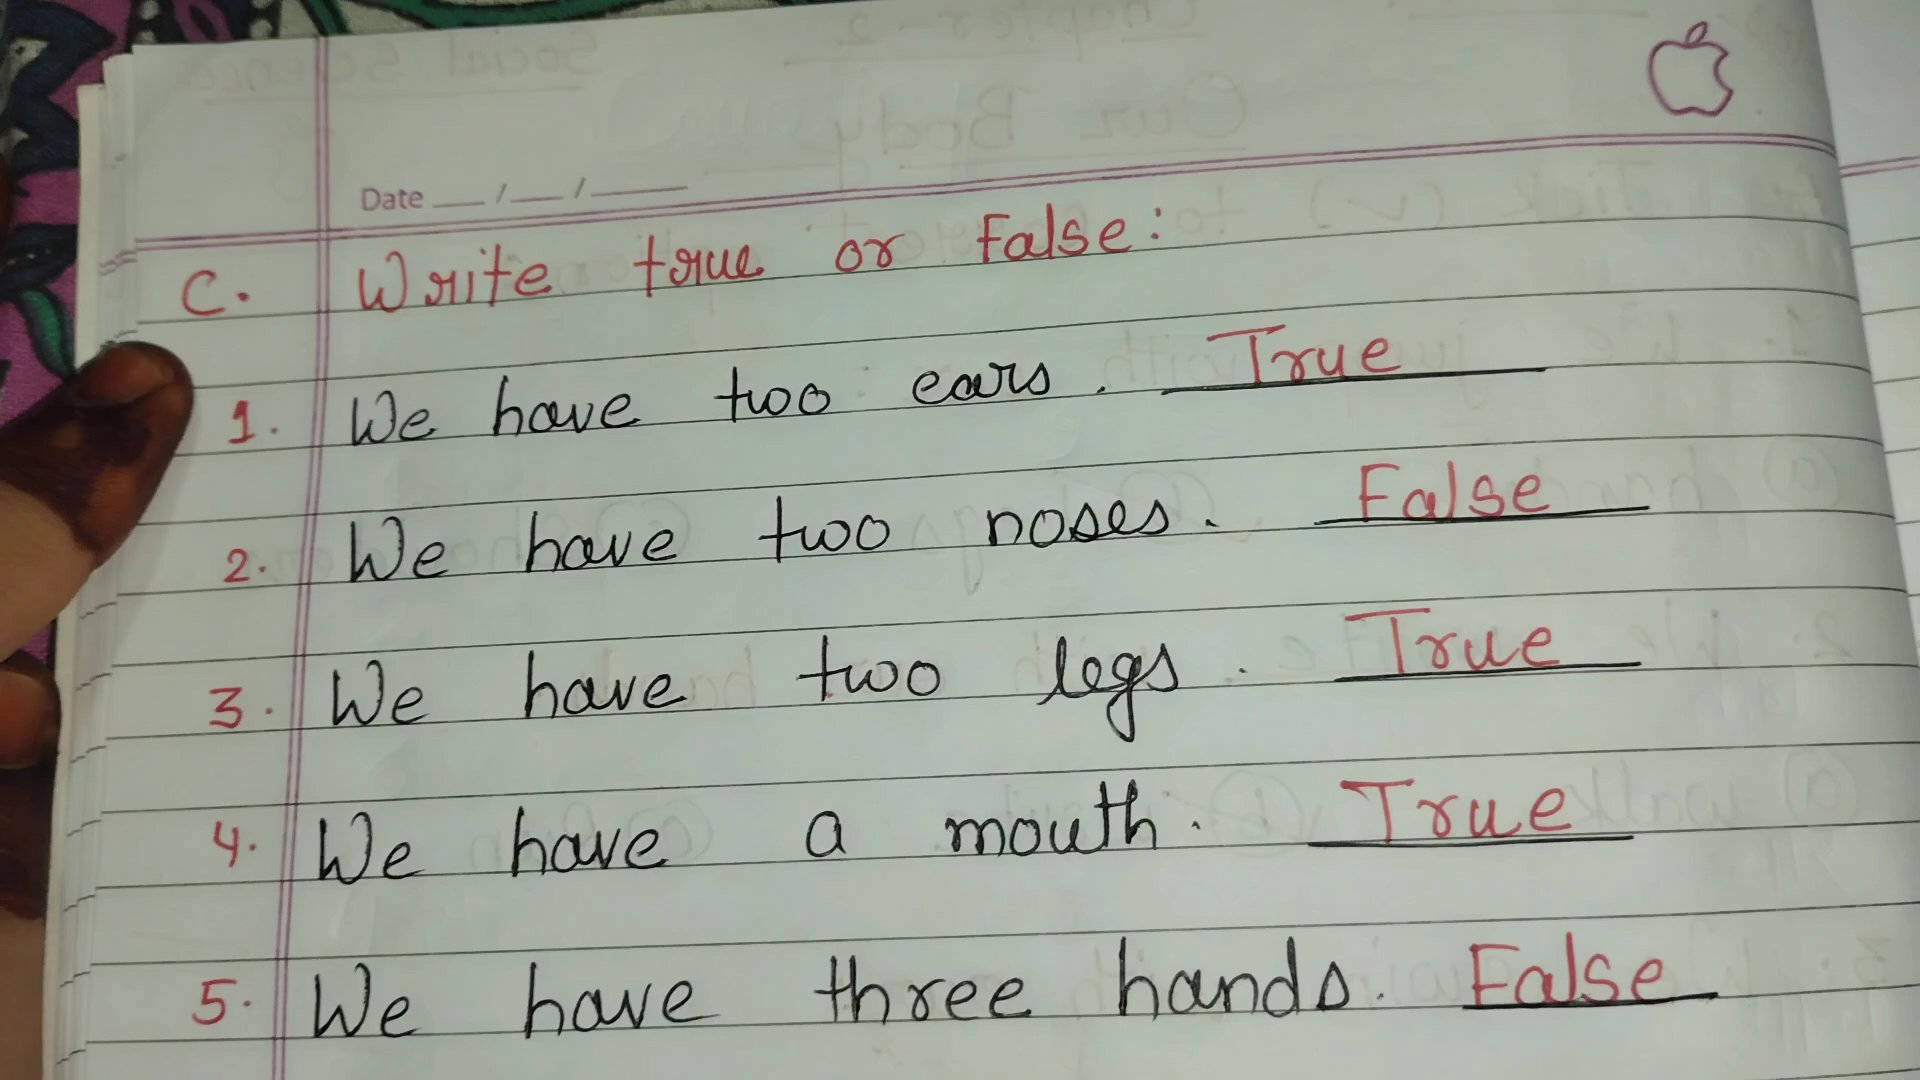 Date __/__/____
C. Write true or False:
1. We have two ears. True
2. We have two noses. False
3. We have two legs. True
4. We have a mouth. True
5. We have three hands. False